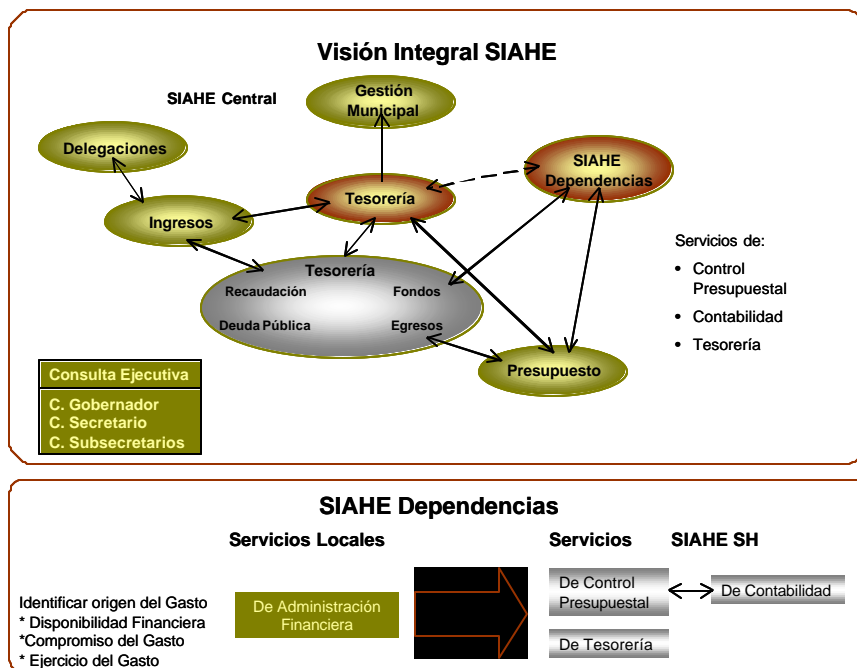 Visión Integral SIAHE
SIAHE Central
Gestión
Municipal
Delegaciones
SIAHE
Dependencias
Tesorería
Ingresos
Servicios de:
• Control
Presupuestal
• Contabilidad
• Tesorería
Tesorería
Recaudación Fondos
Deuda Pública Egresos
Presupuesto
Consulta Ejecutiva
C. Gobernador
C. Secretario
C. Subsecretarios
SIAHE Dependencias
Servicios Locales Servicios SIAHE SH
Identificar origen del Gasto
* Disponibilidad Financiera
*Compromiso del Gasto
* Ejercicio del Gasto
De Administración
Financiera
De Control
Presupuestal
De Contabilidad
De Tesorería